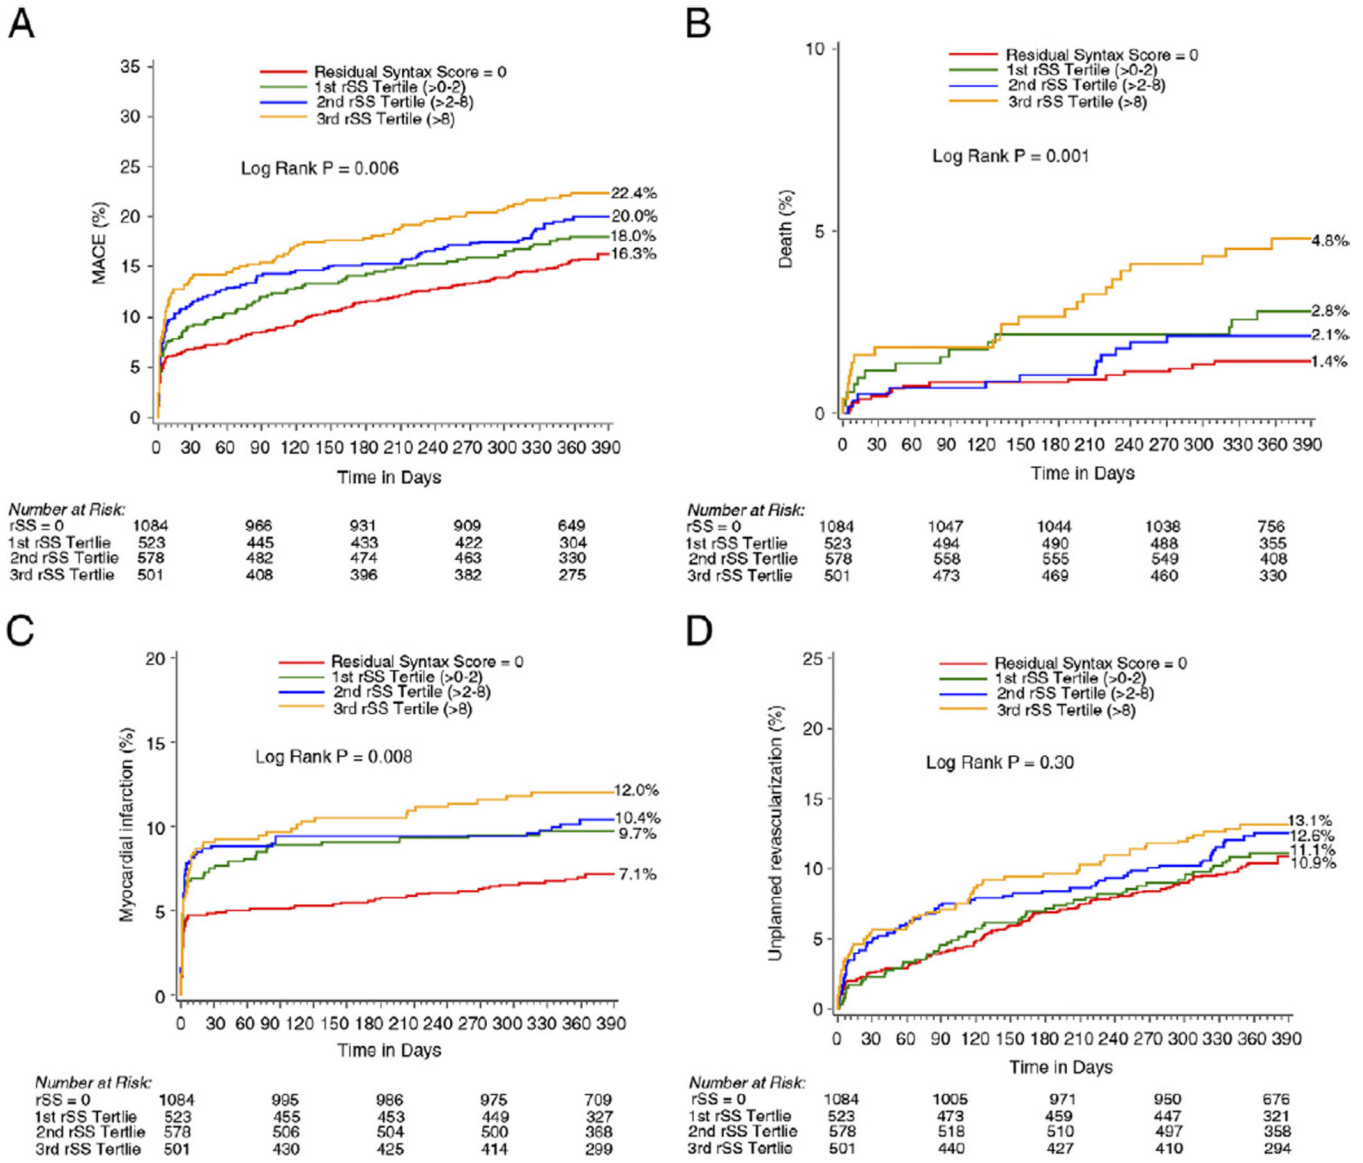 A
35
30
25
20
15
10
5
0
MACE (%)
Residual Syntax Score = 0
1st rSS Tertile (>0-2)
2nd rSS Tertile (>2-8)
3rd rSS Tertile (>8)
Log Rank P = 0.006
22.4%
20.0%
18.0%
16.3%
0 30 60 90 120 150 180 210 240 270 300 330 360 390
Time in Days
Number at Risk:
rSS = 0 1084 966 931 909 649
1st rSS Tertlie 523 445 433 422 304
2nd rSS Tertlie 578 482 474 463 330
3rd rSS Tertlie 501 408 396 382 275
B
10
5
0
Death (%)
Residual Syntax Score = 0
1st rSS Tertile (>0-2)
2nd rSS Tertile (>2-8)
3rd rSS Tertile (>8)
Log Rank P = 0.001
4.8%
2.8%
2.1%
1.4%
0 30 60 90 120 150 180 210 240 270 300 330 360 390
Time in Days
Number at Risk:
rSS = 0 1084 1047 1044 1038 756
1st rSS Tertlie 523 494 490 488 355
2nd rSS Tertlie 578 558 555 549 408
3rd rSS Tertlie 501 473 469 460 330
C
20
15
10
5
0
Myocardial infarction (%)
Residual Syntax Score = 0
1st rSS Tertile (>0-2)
2nd rSS Tertile (>2-8)
3rd rSS Tertile (>8)
Log Rank P = 0.008
12.0%
10.4%
9.7%
7.1%
0 30 60 90 120 150 180 210 240 270 300 330 360 390
Time in Days
Number at Risk:
rSS = 0 1084 995 986 975 709
1st rSS Tertlie 523 455 453 449 327
2nd rSS Tertlie 578 506 504 500 368
3rd rSS Tertlie 501 430 425 414 299
D
25
20
15
10
5
0
Unplanned revascularization (%)
Residual Syntax Score = 0
1st rSS Tertile (>0-2)
2nd rSS Tertile (>2-8)
3rd rSS Tertile (>8)
Log Rank P = 0.30
13.1%
12.6%
11.1%
10.9%
0 30 60 90 120 150 180 210 240 270 300 330 360 390
Time in Days
Number at Risk:
rSS = 0 1084 1005 971 950 676
1st rSS Tertlie 523 473 459 447 321
2nd rSS Tertlie 578 518 510 497 358
3rd rSS Tertlie 501 440 427 410 294